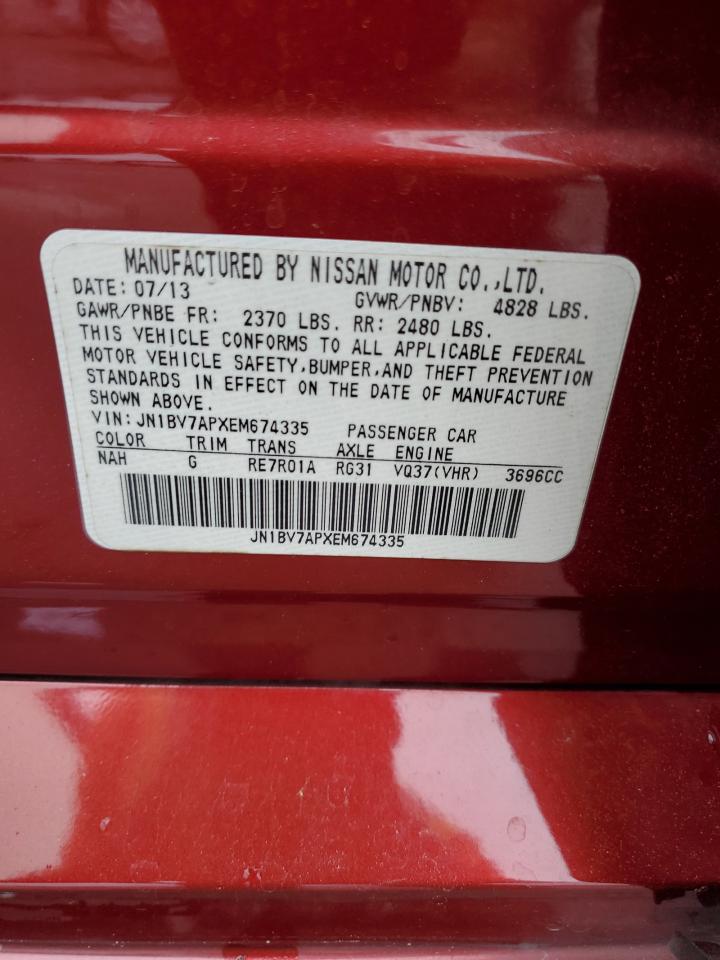 MANUFACTURED BY NISSAN MOTOR CO.,LTD.
DATE: 07/13 GVWR/PNBV: 4828 LBS.
GAWR/PNBE FR: 2370 LBS. RR: 2480 LBS.
THIS VEHICLE CONFORMS TO ALL APPLICABLE FEDERAL
MOTOR VEHICLE SAFETY,BUMPER,AND THEFT PREVENTION
STANDARDS IN EFFECT ON THE DATE OF MANUFACTURE
SHOWN ABOVE.
VIN:JN1BV7APXEM674335 PASSENGER CAR
COLOR TRIM TRANS AXLE ENGINE
NAH G RE7R01A RG31 VQ37(VHR) 3696CC
JN1BV7APXEM674335